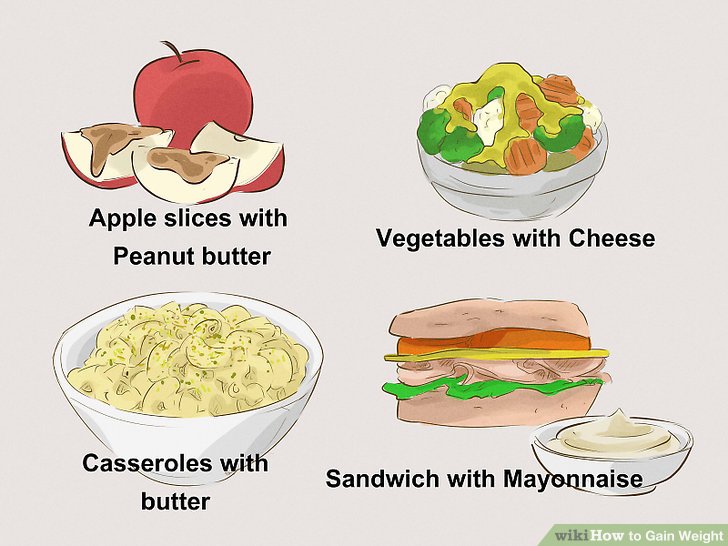 Apple slices with
Peanut butter
Vegetables with Cheese
Casseroles with
butter
Sandwich with Mayonnaise
wikiHow to Gain Weight